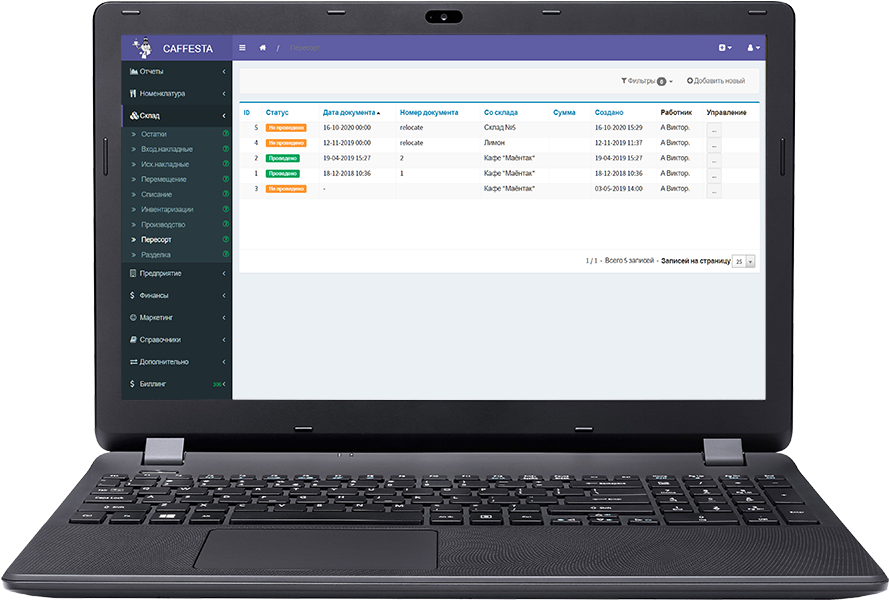 CAFFESTA
/ Пересорт
Отчеты
Номенклатура
Склад
Остатки
Вход.накладные
Исх.накладные
Перемещение
Списание
Инвентаризации
Производство
Пересорт
Разделка
Предприятие
Финансы
Маркетинг
Справочники
Дополнительно
Биллинг
Фильтры 0 Добавить новый
ID Статус Дата документа Номер документа Со склада Сумма Создано Работник Управление
5 Не проведено 16-10-2020 00:00 relocate Склад №5 16-10-2020 15:29 А Виктор. ...
4 Не проведено 12-11-2019 00:00 relocate Лимон 12-11-2019 11:37 А Виктор. ...
2 Проведено 19-04-2019 15:27 2 Кафе "Маёнтак" 19-04-2019 15:27 А Виктор. ...
1 Проведено 18-12-2018 10:36 1 Кафе "Маёнтак" 18-12-2018 10:36 А Виктор. ...
3 Не проведено - Кафе "Маёнтак" 03-05-2019 14:00 А Виктор. ...
1 / 1 - Всего 5 записей - Записей на страницу 25